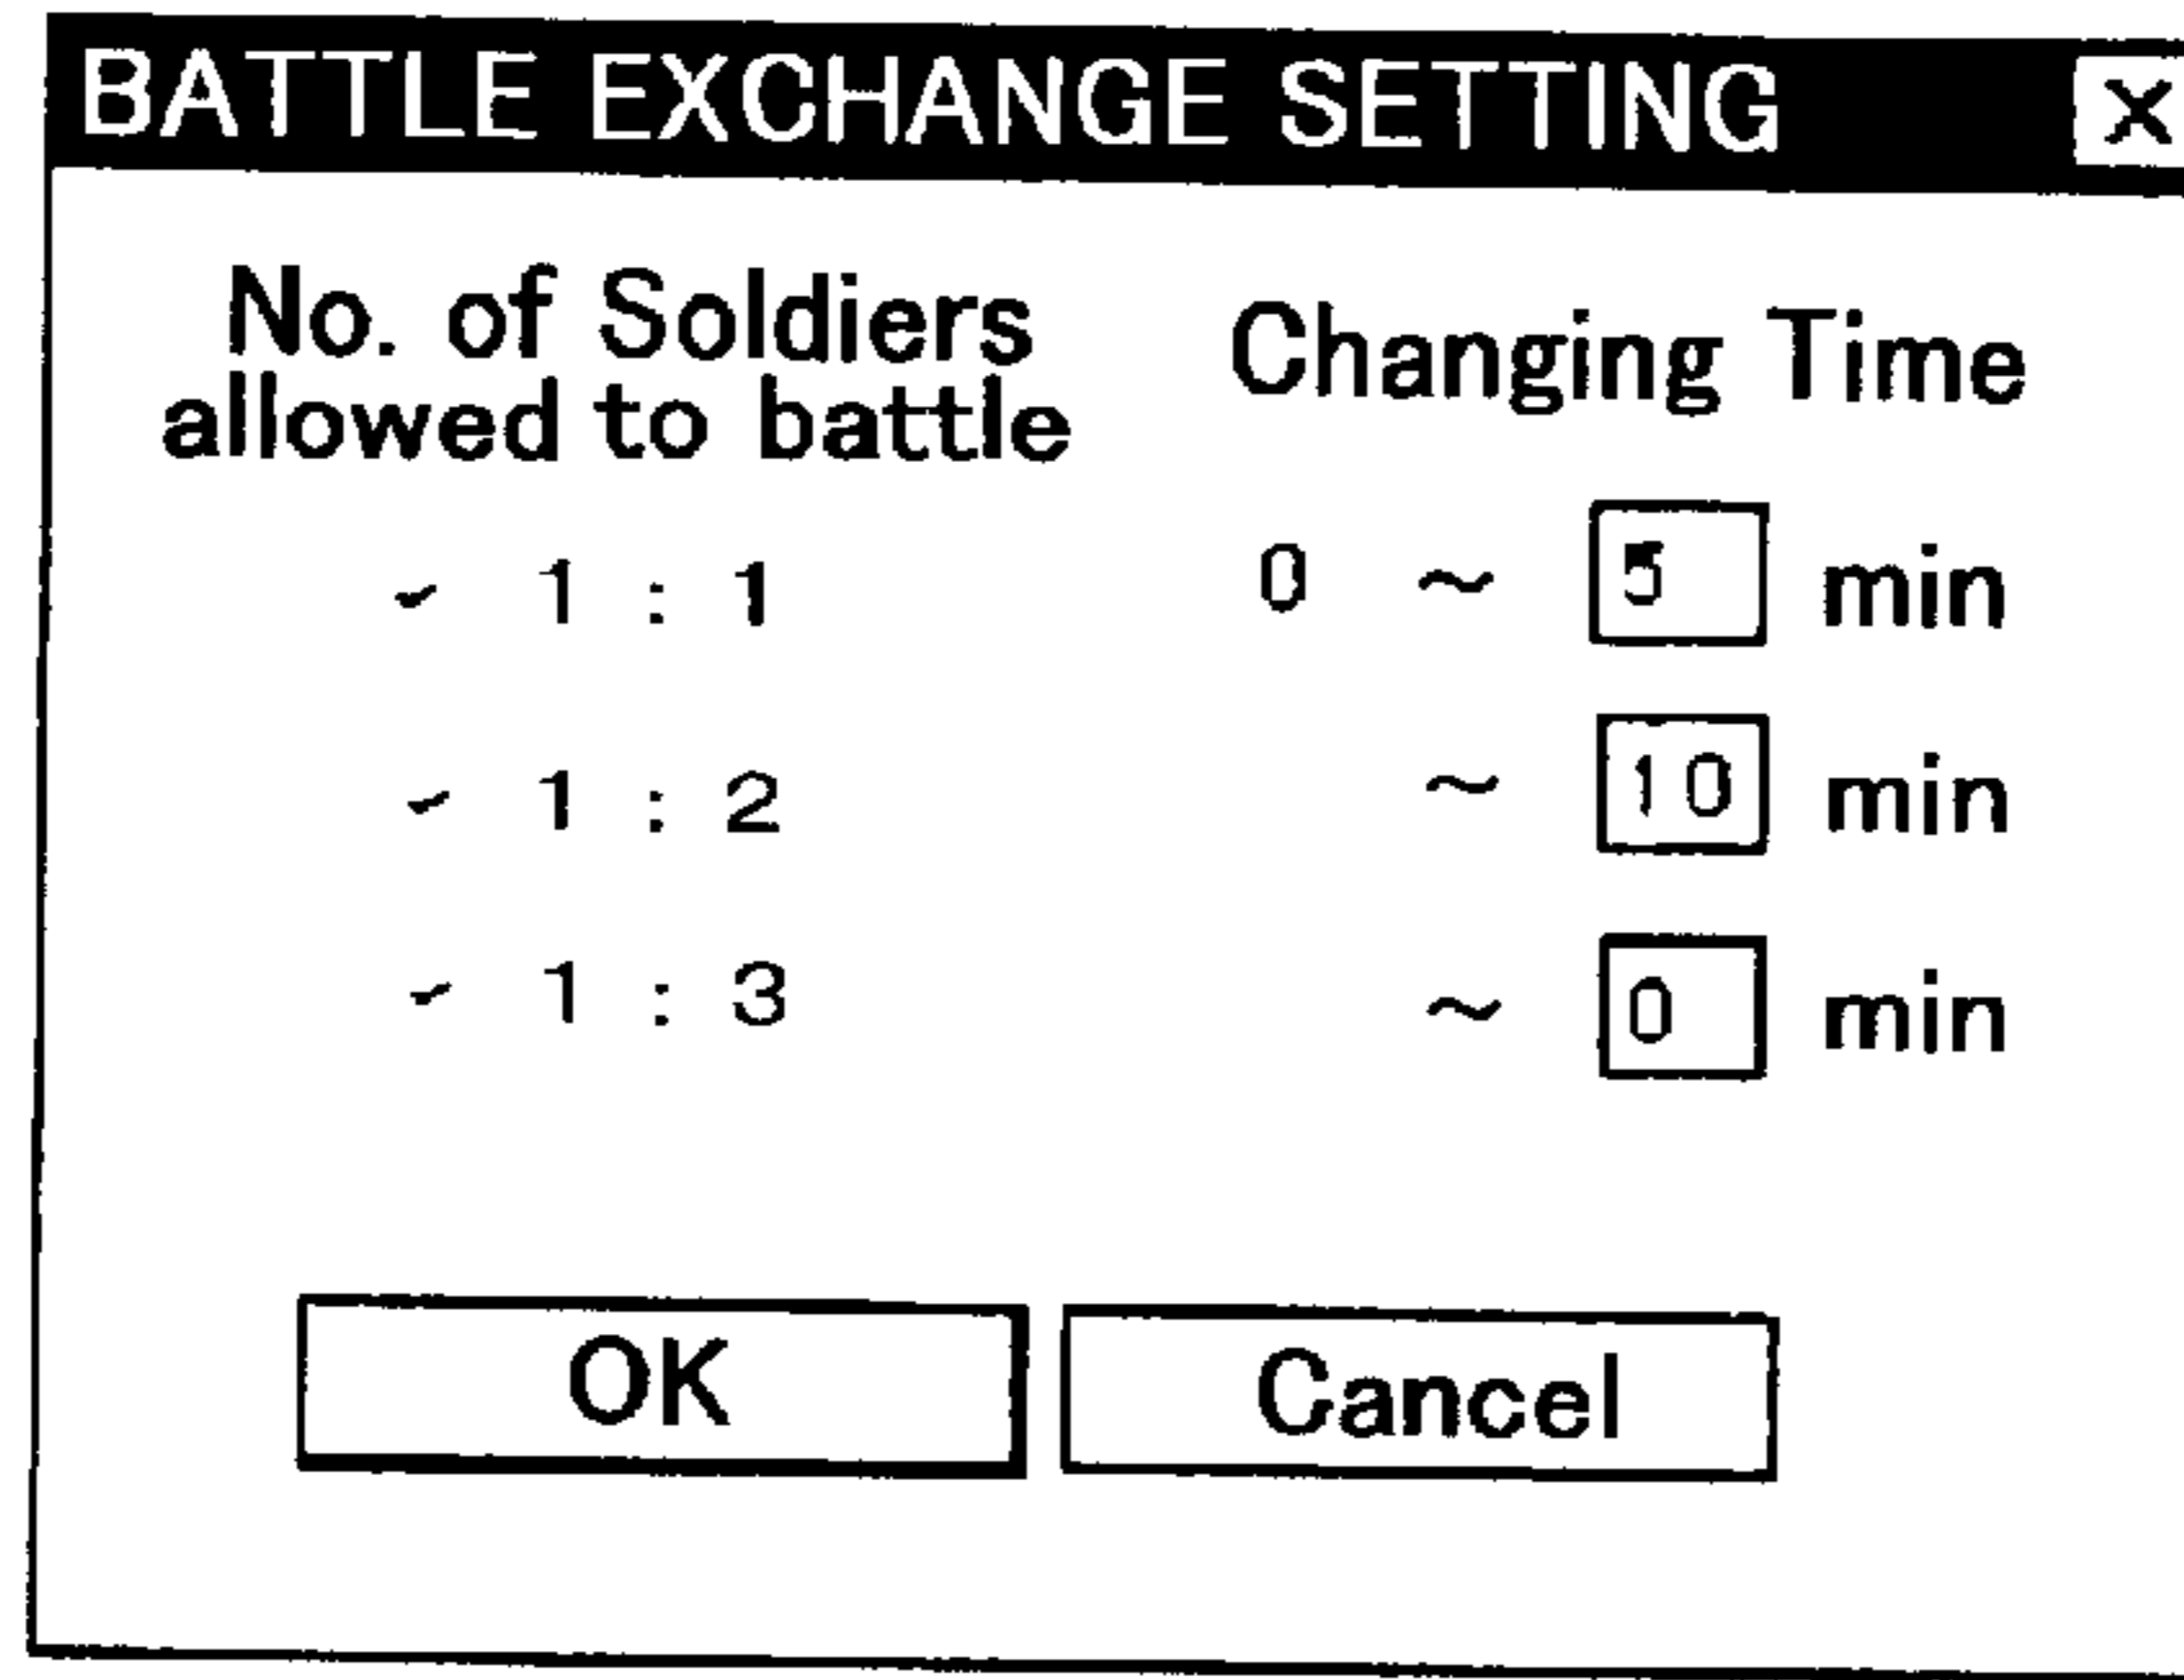 BATTLE EXCHANGE SETTING X
No. of Soldiers
allowed to battle
Changing Time
- 1 : 1 0 ~ 5 min
- 1 : 2 ~ 10 min
- 1 : 3 ~ 0 min
OK Cancel